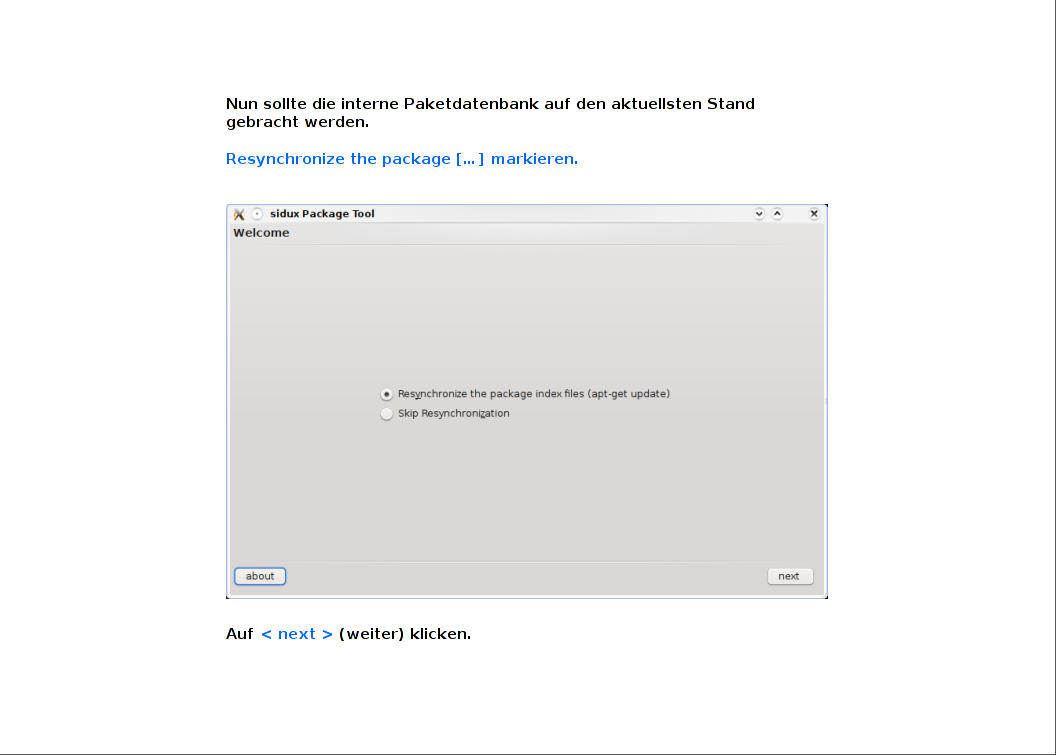 Nun sollte die interne Paketdatenbank auf den aktuellsten Stand
gebracht werden.
Resynchronize the package [...] markieren.
sidux Package Tool
Welcome
Resynchronize the package index files (apt-get update)
Skip Resynchronization
about
next
Auf < next > (weiter) klicken.